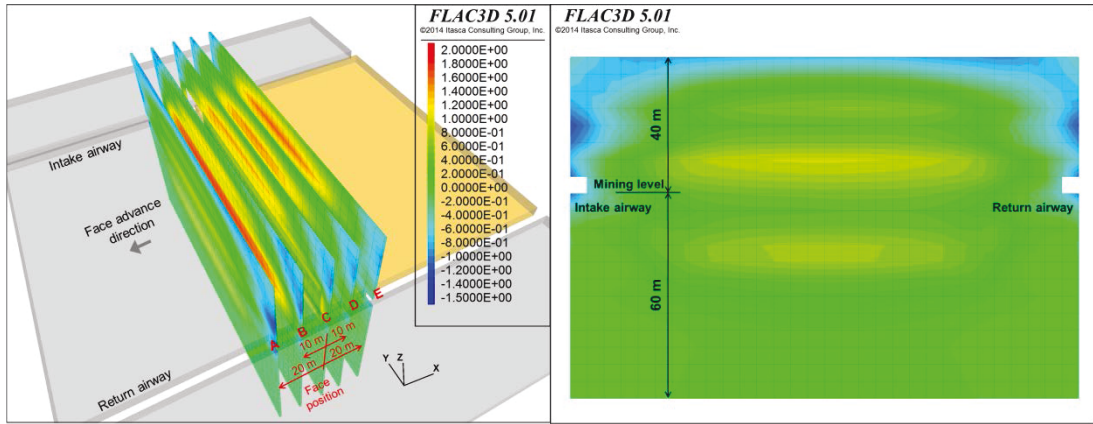 FLAC3D 5.01
©2014 Itasca Consulting Group, Inc.
2.0000E+00
1.8000E+00
1.6000E+00
1.4000E+00
1.2000E+00
1.0000E+00
8.0000E-01
6.0000E-01
4.0000E-01
2.0000E-01
0.0000E+00
-2.0000E-01
-4.0000E-01
-6.0000E-01
-8.0000E-01
-1.0000E+00
-1.2000E+00
-1.4000E+00
-1.5000E+00
Intake airway
Face advance
direction
Return airway
A
B
C
D
E
10 m
10 m
20 m
20 m
Face
position
Y
Z
X
FLAC3D 5.01
©2014 Itasca Consulting Group, Inc.
40 m
Mining level
Intake airway
Return airway
60 m